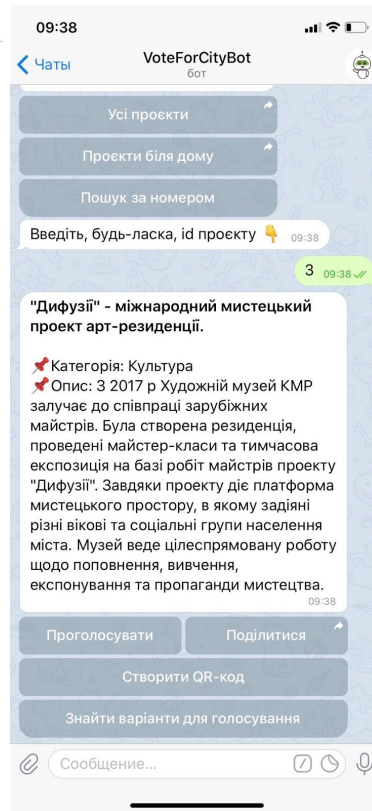 09:38
Чаты
VoteForCityBot
бот
Усі проєкти
Проєкти біля дому
Пошук за номером
Введіть, будь-ласка, id проєкту 👇 09:38
3 09:38
"Дифузії" - міжнародний мистецький
проект арт-резиденції.
📌Категорія: Культура
📌Опис: З 2017 р Художній музей КМР
залучає до співпраці зарубіжних
майстрів. Була створена резиденція,
проведені майстер-класи та тимчасова
експозиція на базі робіт майстрів проекту
"Дифузії". Завдяки проекту діє платформа
мистецького простору, в якому задіяні
різні вікові та соціальні групи населення
міста. Музей веде цілеспрямовану роботу
щодо поповнення, вивчення,
експонування та пропаганди мистецтва.
09:38
Проголосувати
Поділитися
Створити QR-код
Знайти варіанти для голосування
Сообщение...